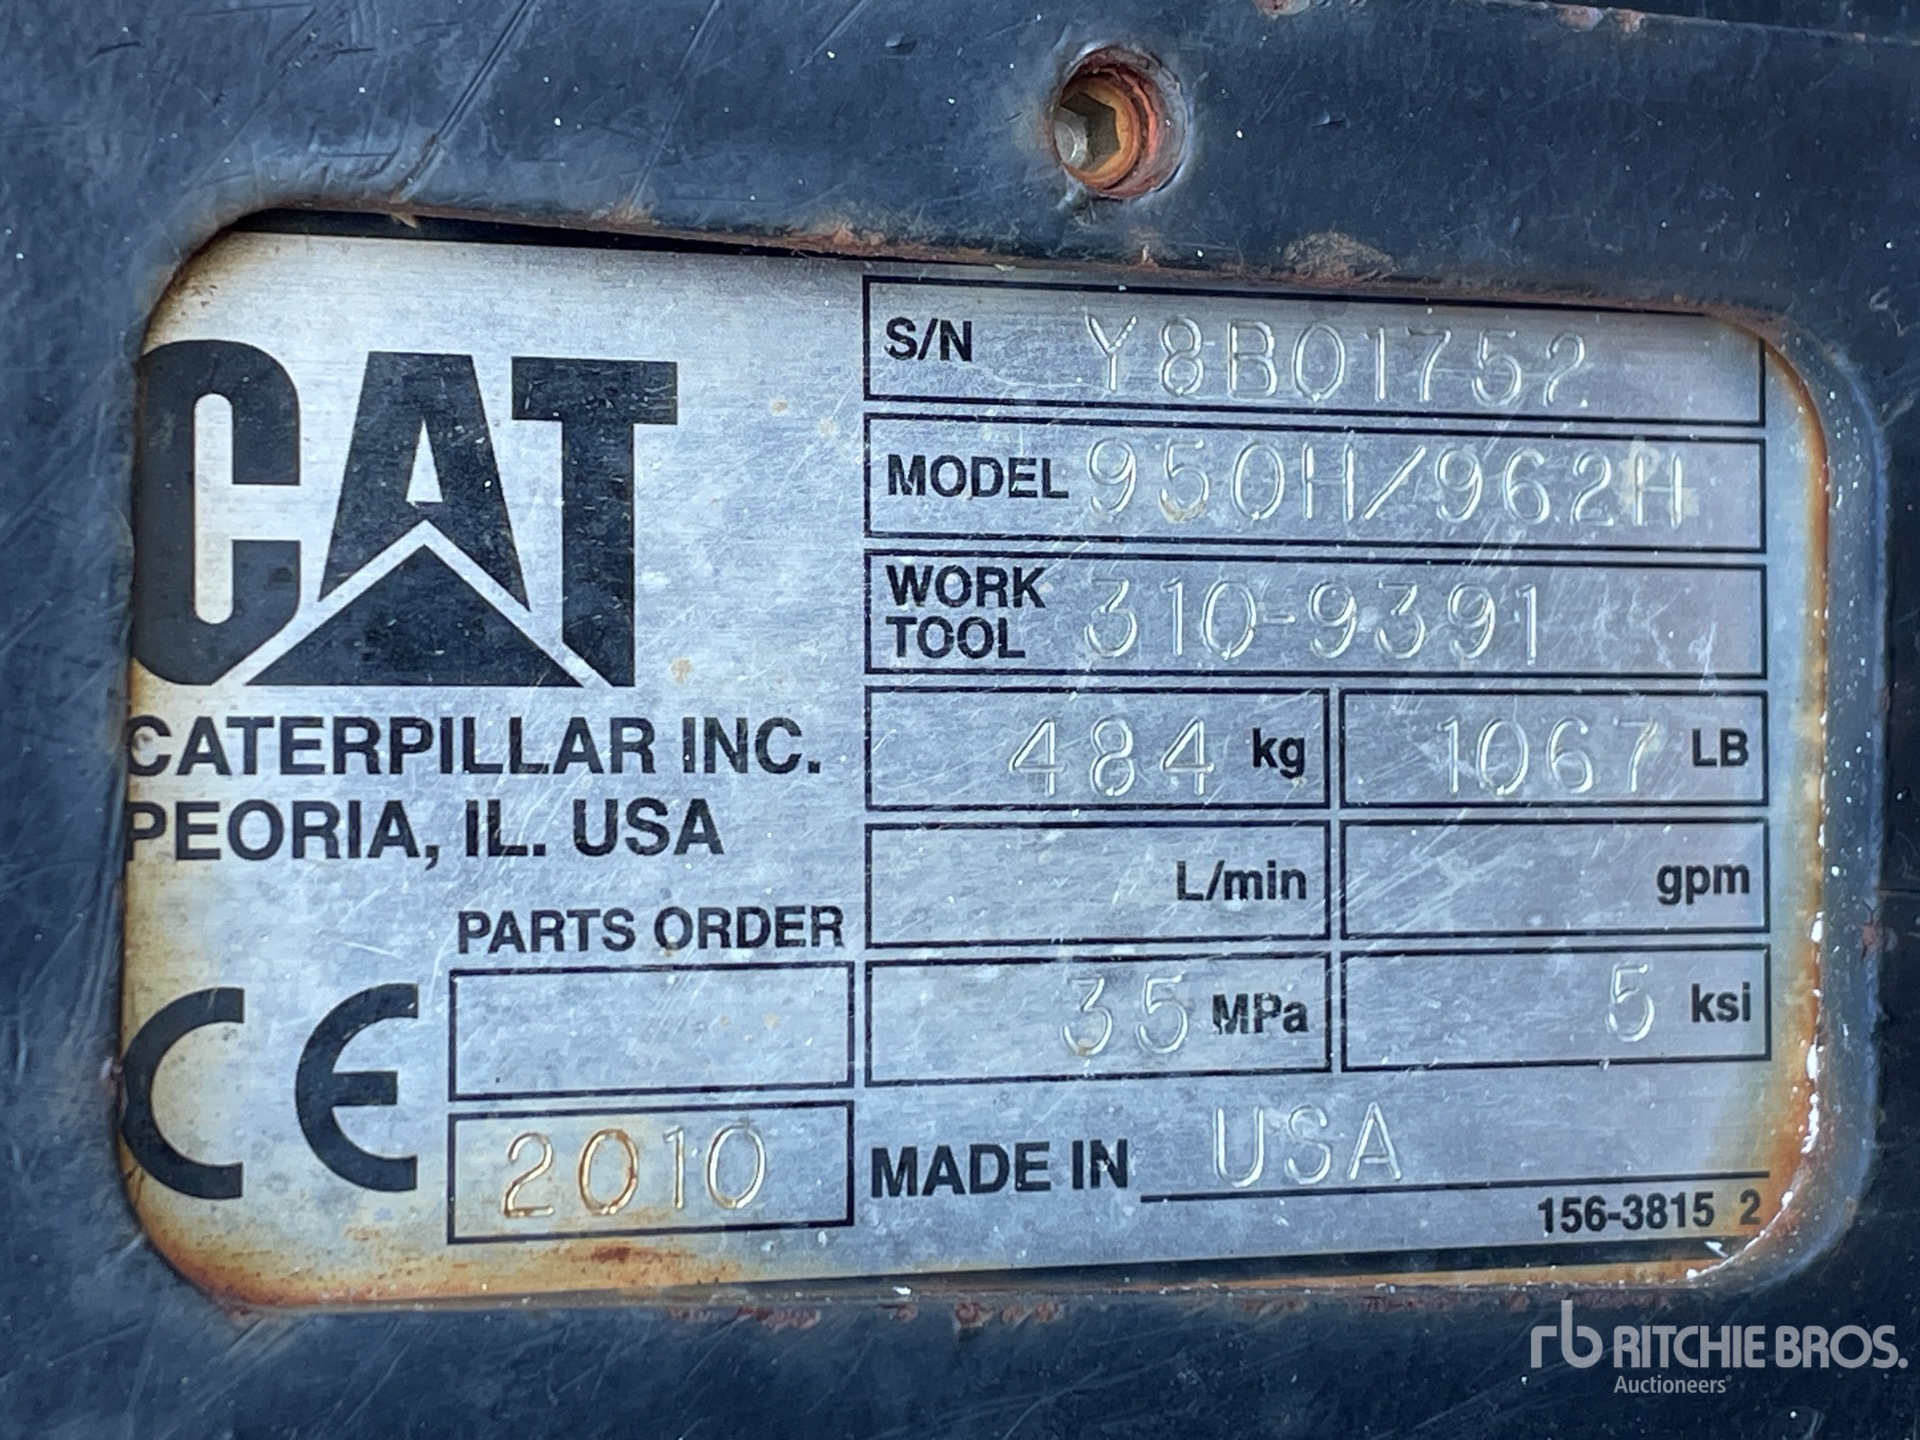 CAT
CATERPILLAR INC.
PEORIA, IL. USA
S/N Y8B01752
MODEL 950H/962H
WORK TOOL 310-9391
484 kg 1067 LB
L/min gpm
35 MPa 5 ksi
PARTS ORDER
CE
2010
MADE IN USA
156-3815 2
rb RITCHIE BROS.
Auctioneers